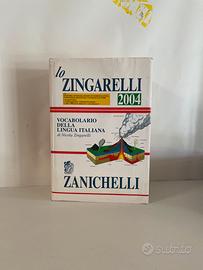 lo
ZINGARELLI
2004
VOCABOLARIO
DELLA
LINGUA ITALIANA
di Nicola Zingarelli
ZANICHELLI
subito